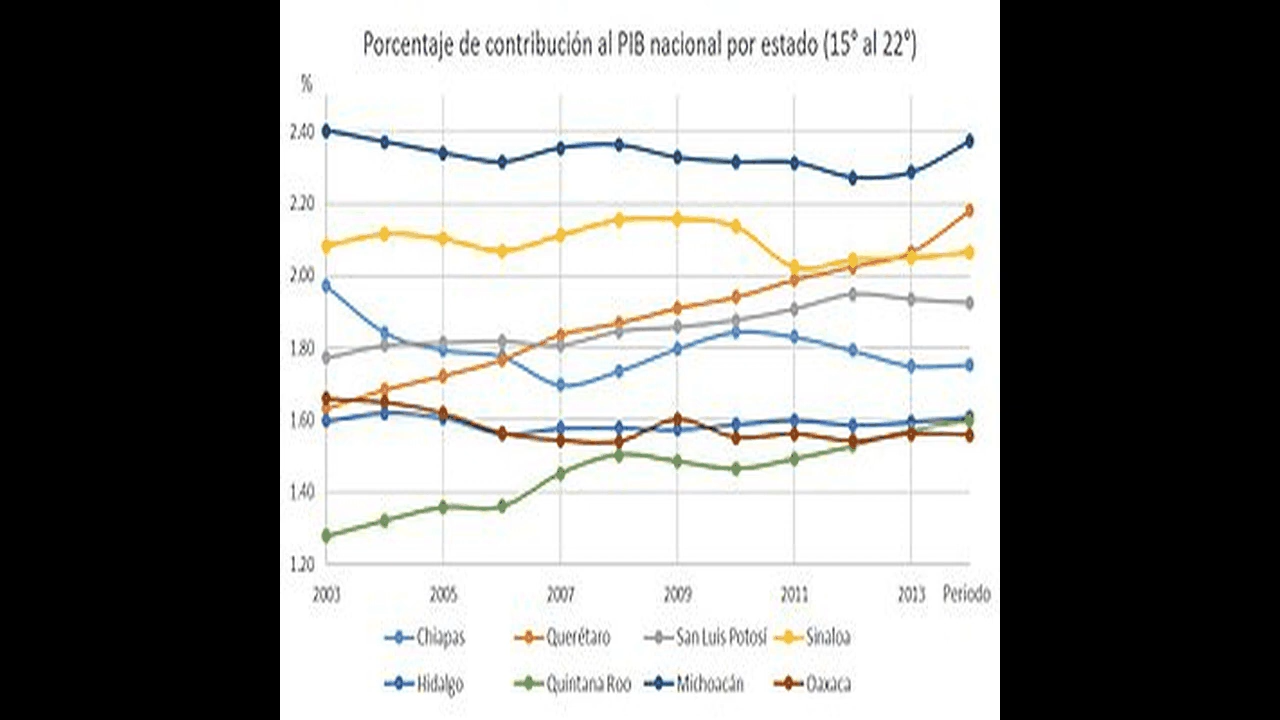 Porcentaje de contribución al PIB nacional por estado (15° al 22°)
%
2.40
2.20
2.00
1.80
1.60
1.40
1.20
2003 2005 2007 2009 2011 2013 Periodo
Chiapas Querétaro San Luis Potosí Sinaloa
Hidalgo Quintana Roo Michoacán Oaxaca